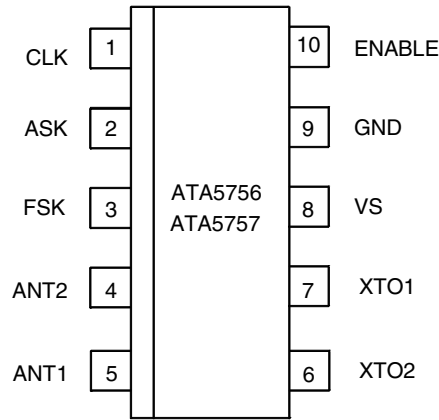 CLK 1 10 ENABLE
ASK 2 9 GND
ATA5756
FSK 3 8 VS
ATA5757
ANT2 4 7 XTO1
ANT1 5 6 XTO2